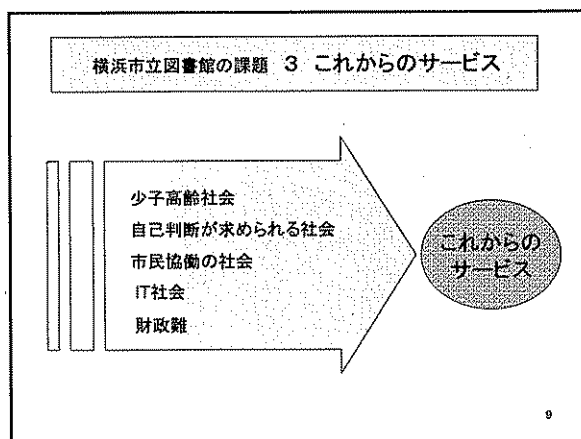 横浜市立図書館の課題 3 これからのサービス
少子高齢社会
自己判断が求められる社会
市民協働の社会
IT社会
財政難
これからの
サービス
9